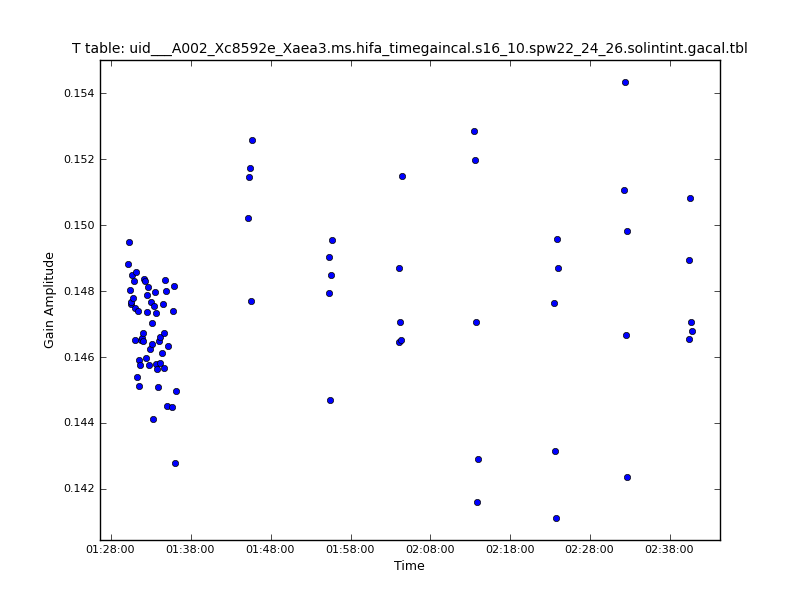 T table: uid___A002_Xc8592e_Xaea3.ms.hifa_timegaincal.s16_10.spw22_24_26.solintint.gacal.tbl
0.154
0.152
0.150
0.148
0.146
0.144
0.142
Gain Amplitude
01:28:00 01:38:00 01:48:00 01:58:00 02:08:00 02:18:00 02:28:00 02:38:00
Time